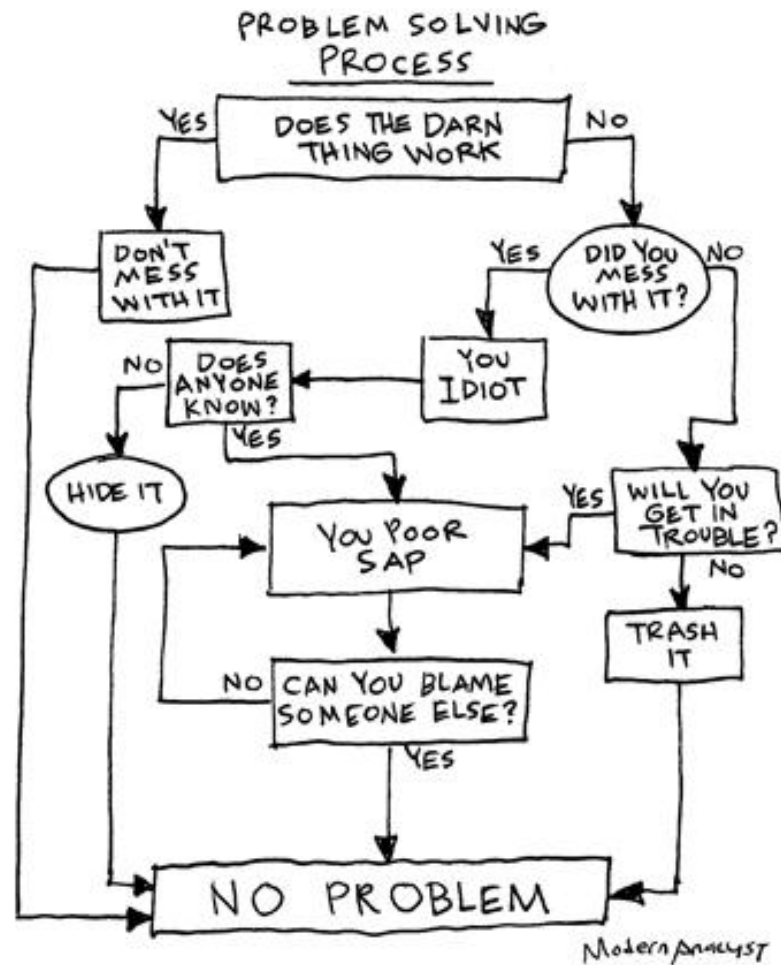 PROBLEM SOLVING
PROCESS
YES
DOES THE DARN
THING WORK
NO
DON'T
MESS
WITH IT
YES
DID YOU
MESS
WITH IT?
NO
NO
DOES
ANYONE
KNOW?
YES
YOU
IDIOT
HIDE IT
YOU POOR
SAP
YES
WILL YOU
GET IN
TROUBLE?
NO
TRASH
IT
NO
CAN YOU BLAME
SOMEONE ELSE?
YES
NO PROBLEM
Modern Analyst